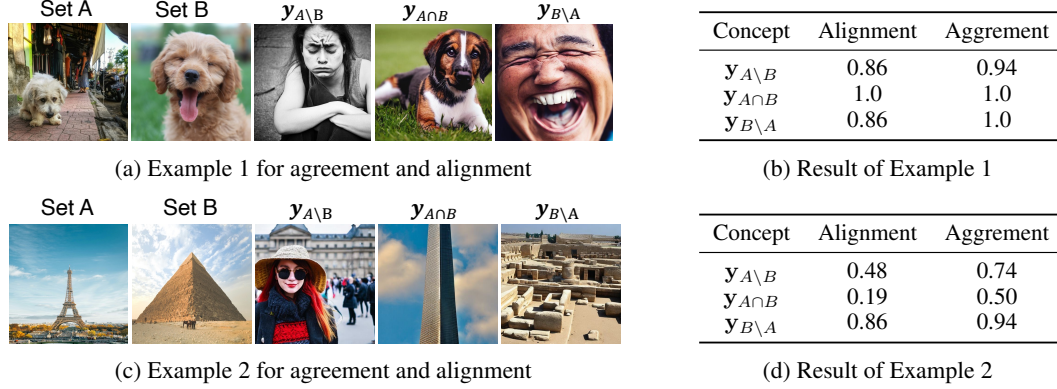 Set A Set B y_{A\B} y_{A∩B} y_{B\A}
(a) Example 1 for agreement and alignment
Concept Alignment Aggrement
y_{A\B} 0.86 0.94
y_{A∩B} 1.0 1.0
y_{B\A} 0.86 1.0
(b) Result of Example 1
Set A Set B y_{A\B} y_{A∩B} y_{B\A}
(c) Example 2 for agreement and alignment
Concept Alignment Aggrement
y_{A\B} 0.48 0.74
y_{A∩B} 0.19 0.50
y_{B\A} 0.86 0.94
(d) Result of Example 2